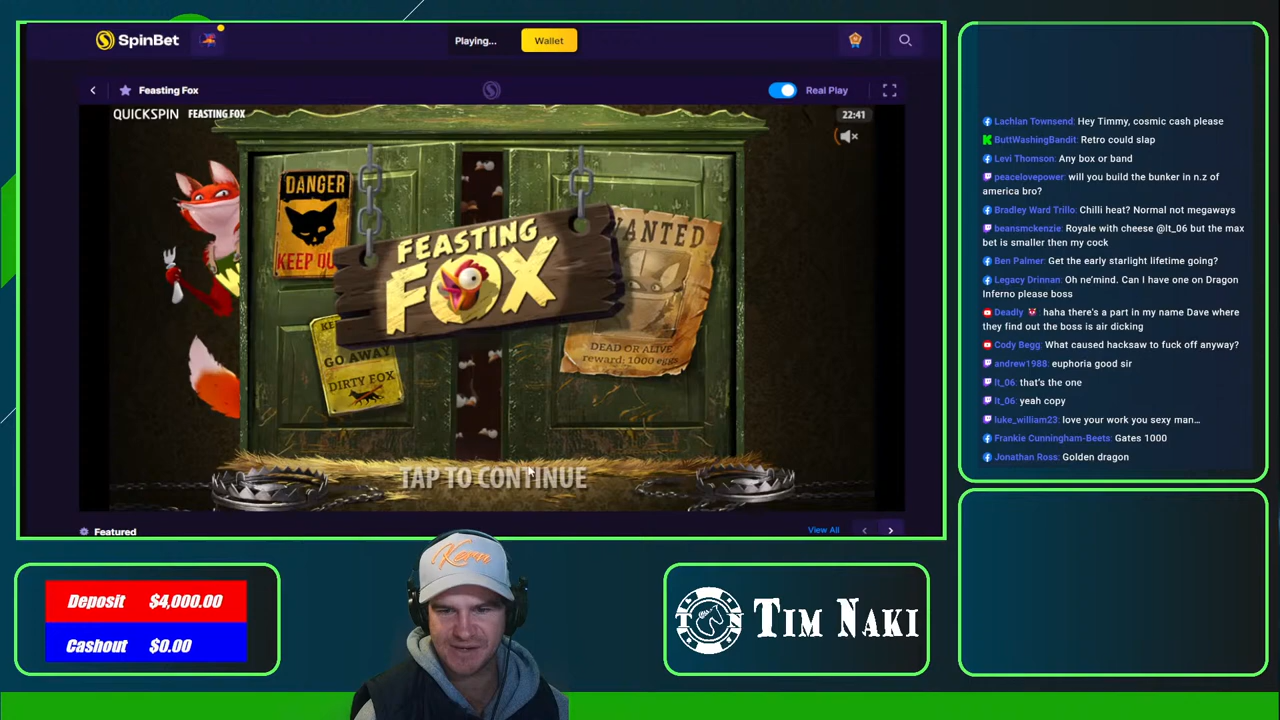 SpinBet
Playing...
Wallet
Feasting Fox
Real Play
QUICKSPIN FEASTING FOX
22:41
DANGER
KEEP OU
FEASTING
FOX
WANTED
DEAD OR ALIVE
reward: 1000 eggs
GO AWAY
DIRTY FOX
TAP TO CONTINUE
Featured
View All
Lachlan Townsend: Hey Timmy, cosmic cash please
ButtWashingBandit: Retro could slap
Levi Thomson: Any box or band
peacelovepower: will you build the bunker in n.z of
america bro?
Bradley Ward Trillo: Chilli heat? Normal not megaways
beansmckenzie: Royale with cheese @lt_06 but the max
bet is smaller then my cock
Ben Palmer: Get the early starlight lifetime going?
Legacy Drinnan: Oh ne'mind. Can I have one on Dragon
Inferno please boss
Deadly: haha there's a part in my name Dave where
they find out the boss is air dicking
Cody Begg: What caused hacksaw to fuck off anyway?
andrew1988: euphoria good sir
lt_06: that's the one
lt_06: yeah copy
luke_william23: love your work you sexy man...
Frankie Cunningham-Beets: Gates 1000
Jonathan Ross: Golden dragon
Deposit $4,000.00
Cashout $0.00
TIM NAKI